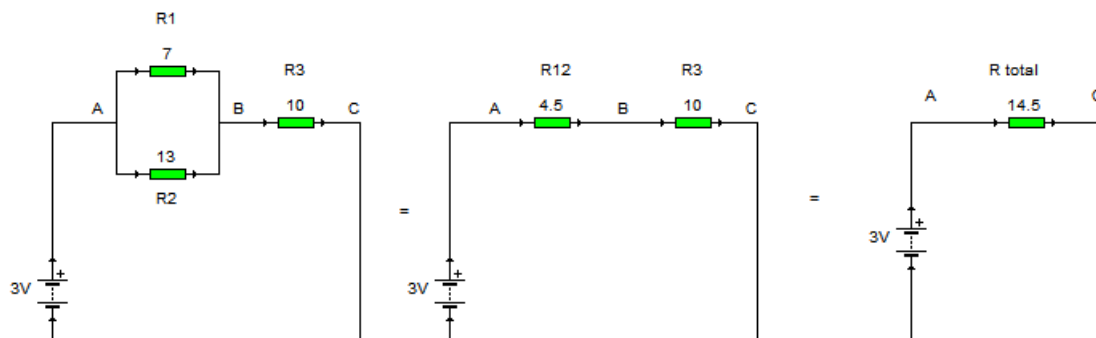 R1
7
R3
A
B
10
C
13
R2
3V
+
=
R12
R3
A
4.5
B
10
C
3V
+
=
R total
A
14.5
3V
+